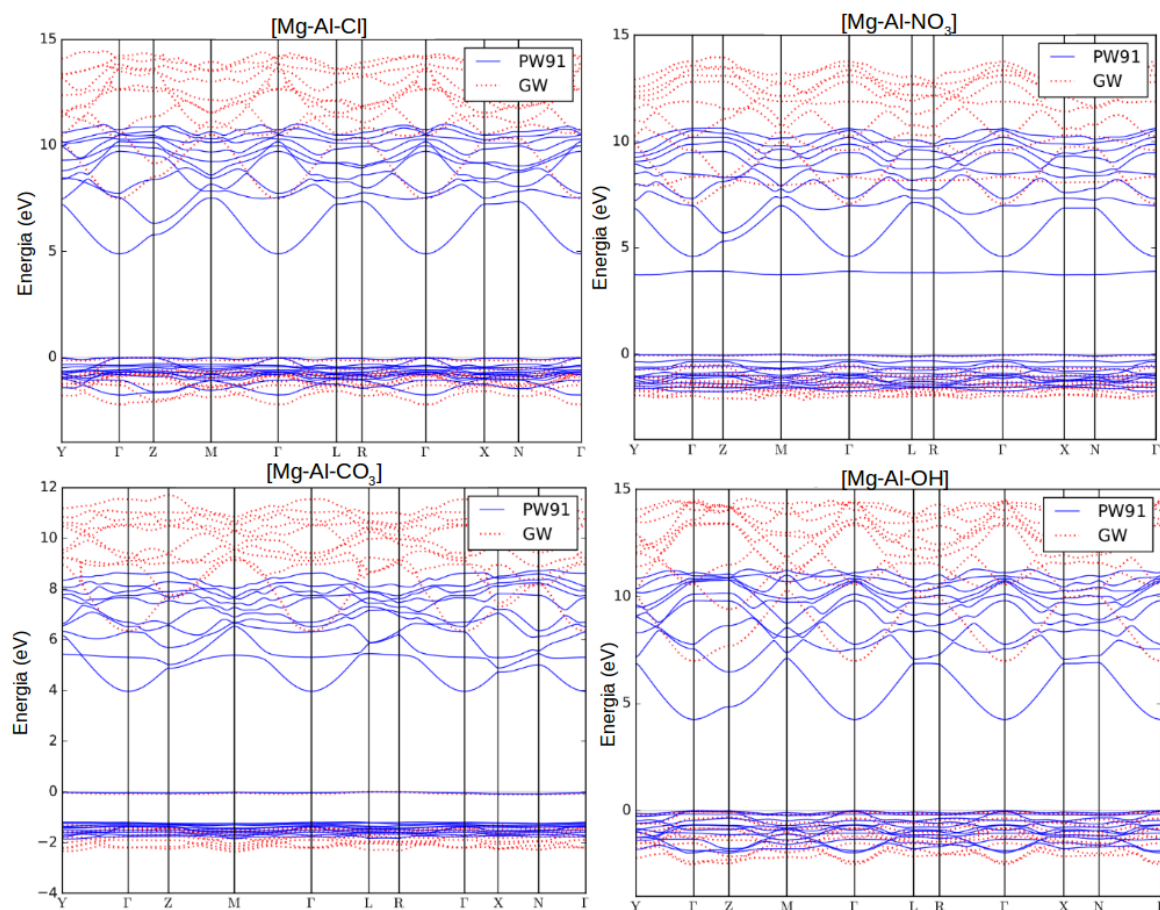 [Mg-Al-Cl]
15
10
5
0
Energia (eV)
PW91
GW
Y Γ Z M Γ L R Γ X N Γ
[Mg-Al-NO₃]
15
10
5
0
Energia (eV)
PW91
GW
Y Γ Z M Γ L R Γ X N Γ
[Mg-Al-CO₃]
12
10
8
6
4
2
0
−2
−4
Energia (eV)
PW91
GW
Y Γ Z M Γ L R Γ X N Γ
[Mg-Al-OH]
15
10
5
0
Energia (eV)
PW91
GW
Y Γ Z M Γ L R Γ X N Γ